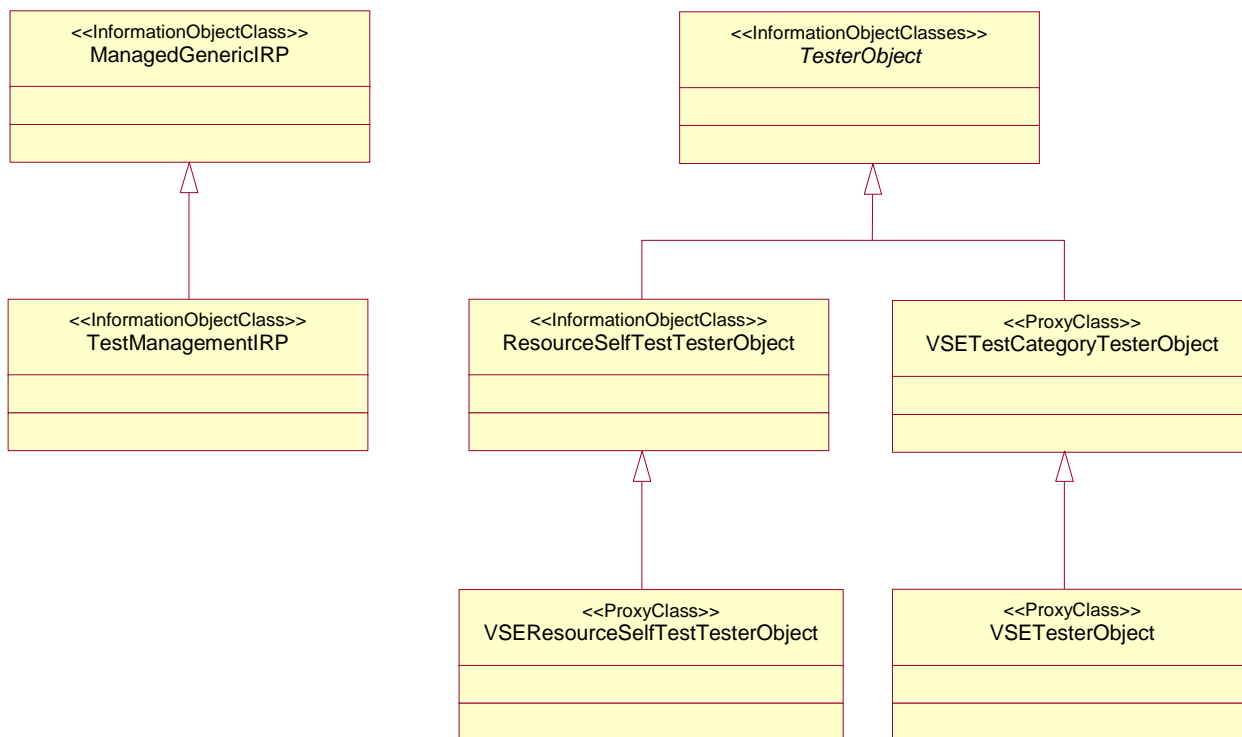 <<InformationObjectClass>>
ManagedGenericIRP
<<InformationObjectClasses>>
TesterObject
<<InformationObjectClass>>
TestManagementIRP
<<InformationObjectClass>>
ResourceSelfTestTesterObject
<<ProxyClass>>
VSETestCategoryTesterObject
<<ProxyClass>>
VSEResourceSelfTestTesterObject
<<ProxyClass>>
VSETesterObject